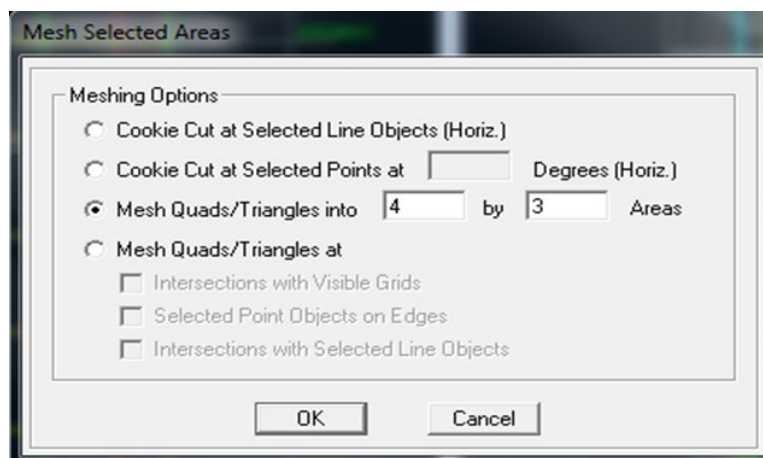 Mesh Selected Areas
Meshing Options
Cookie Cut at Selected Line Objects (Horiz.)
Cookie Cut at Selected Points at Degrees (Horiz.)
Mesh Quads/Triangles into 4 by 3 Areas
Mesh Quads/Triangles at
Intersections with Visible Grids
Selected Point Objects on Edges
Intersections with Selected Line Objects
OK Cancel